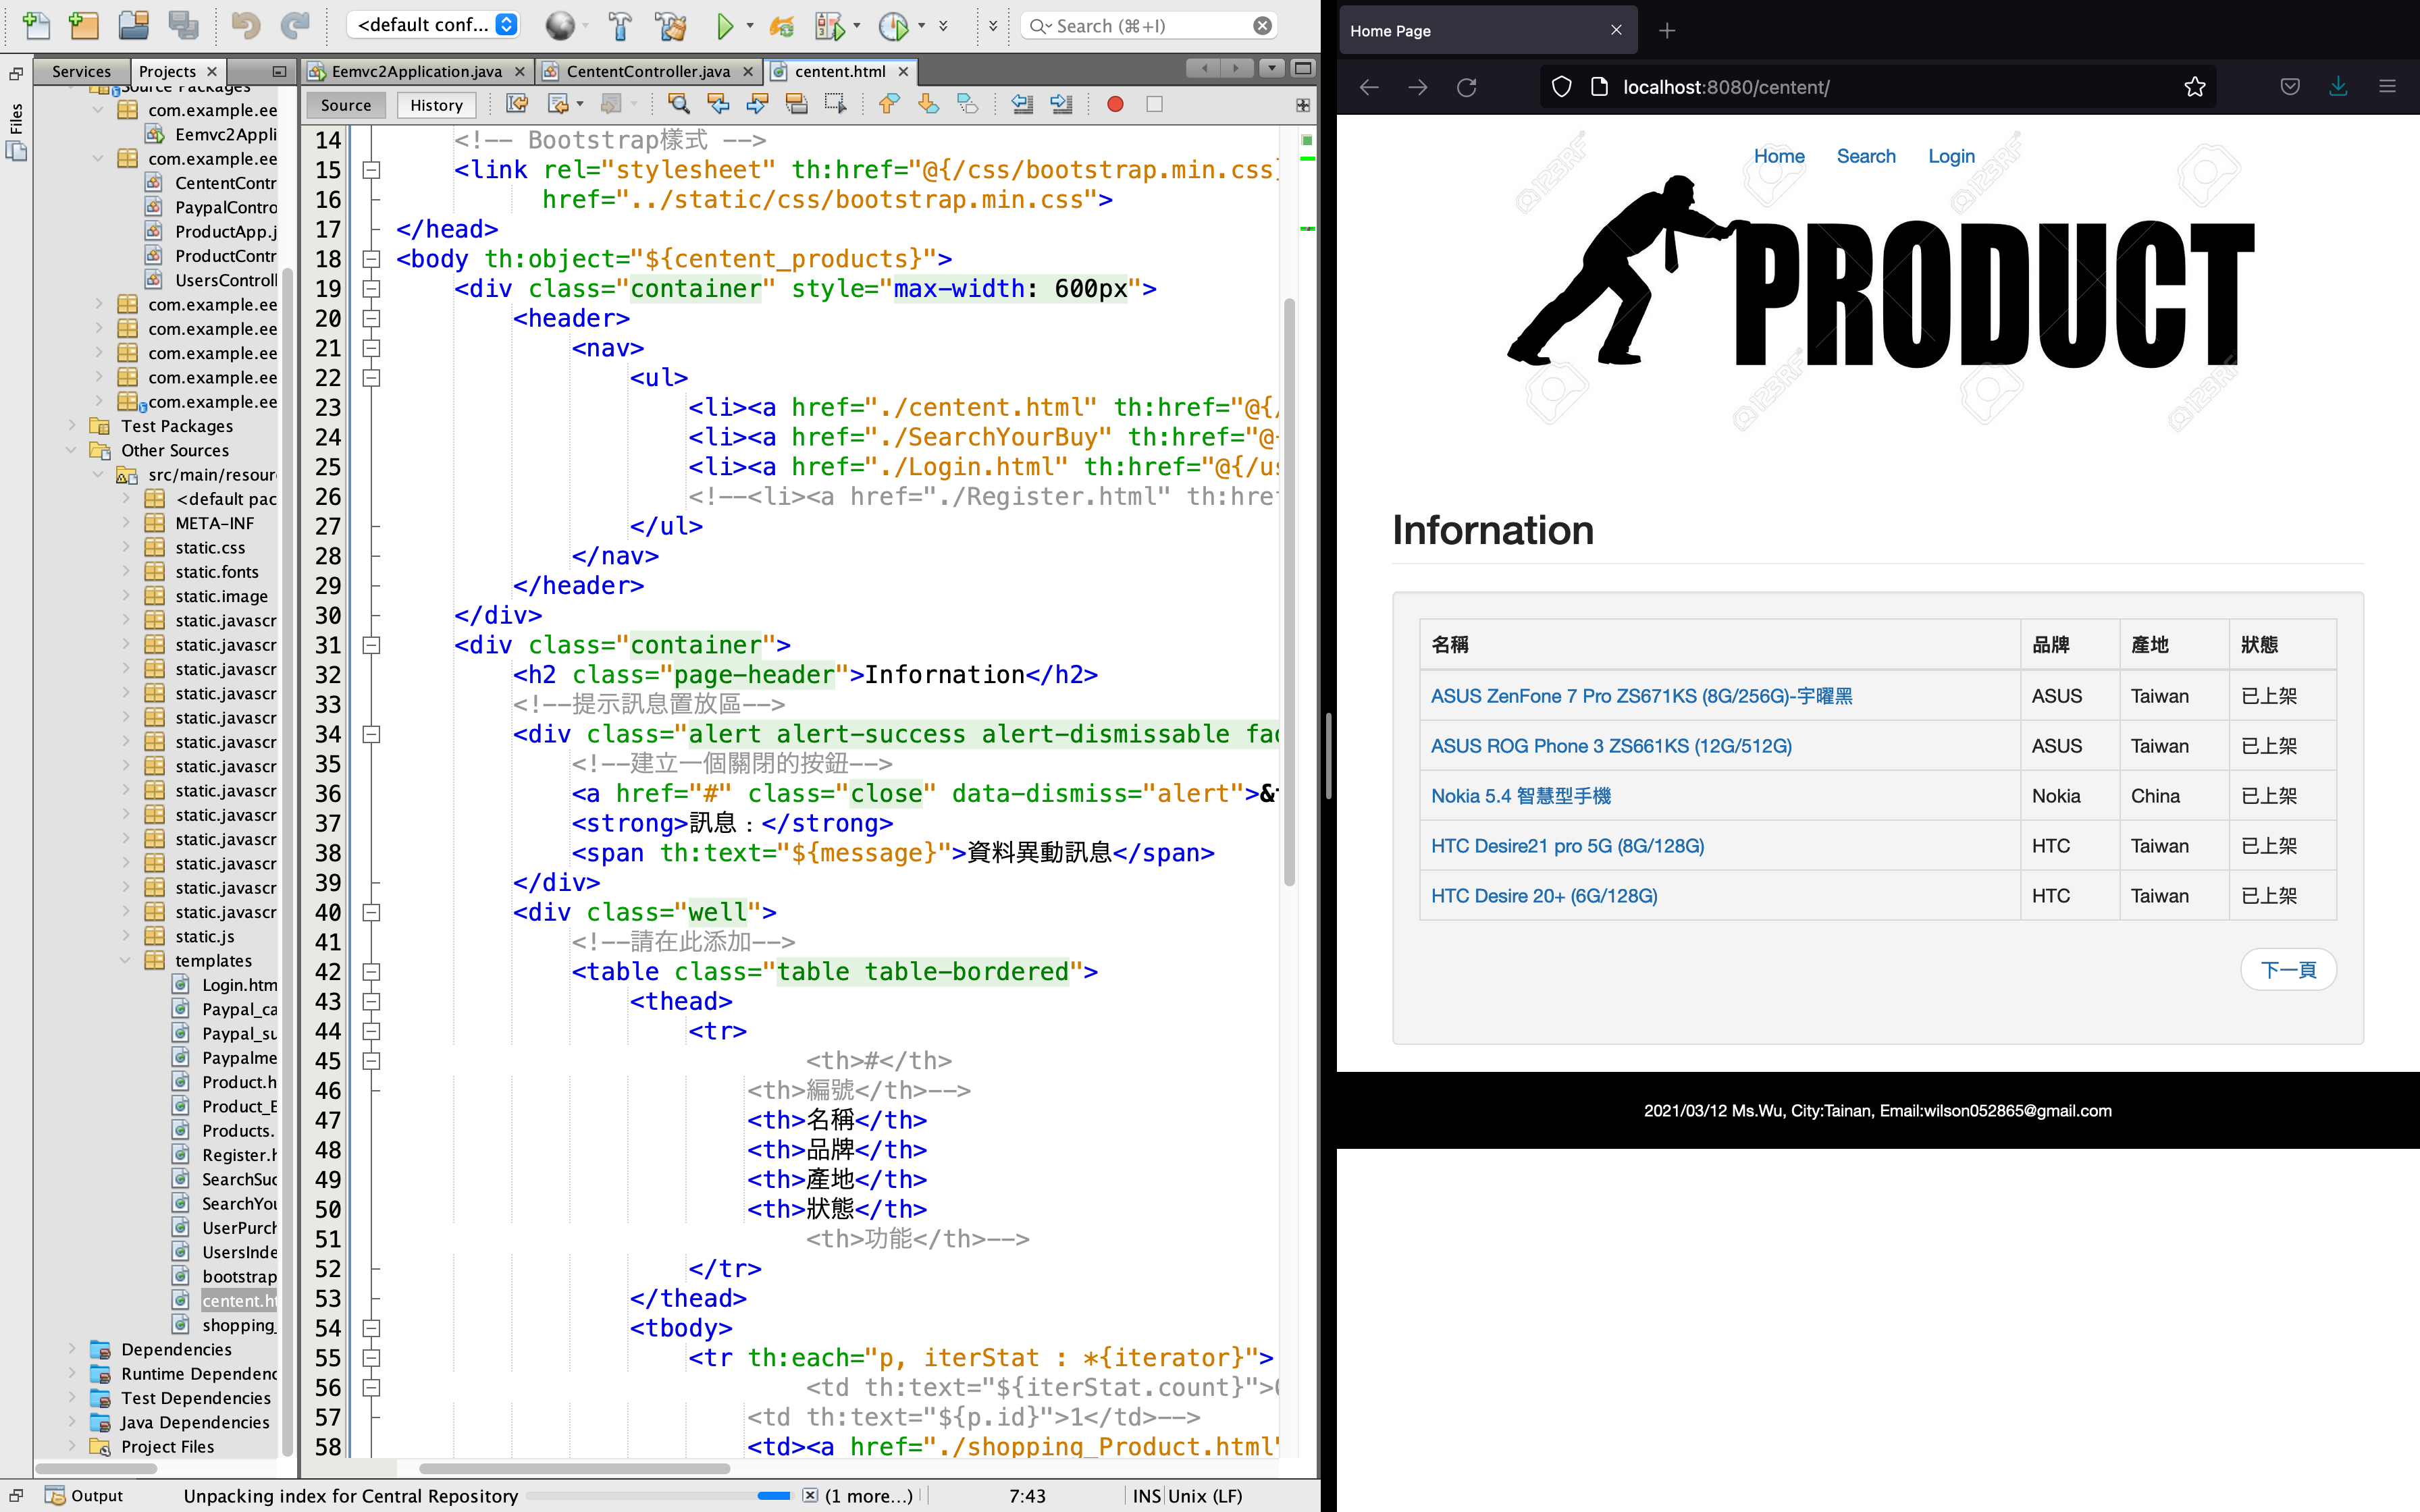 <default conf...
Search (⌘+I)
Services
Projects
Eemvc2Application.java
CententController.java
centent.html
Source
History
Files
Source Packages
com.example.ee
Eemvc2Appli
com.example.ee
CententContr
PaypalContro
ProductApp.j
ProductContr
UsersControll
com.example.ee
com.example.ee
com.example.ee
com.example.ee
com.example.ee
Test Packages
Other Sources
src/main/resour
<default pac
META-INF
static.css
static.fonts
static.image
static.javascr
static.javascr
static.javascr
static.javascr
static.javascr
static.javascr
static.javascr
static.javascr
static.javascr
static.javascr
static.javascr
static.javascr
static.javascr
static.js
templates
Login.htm
Paypal_ca
Paypal_su
Paypalme
Product.h
Product_E
Products.
Register.h
SearchSuc
SearchYou
UserPurch
UsersInde
bootstrap
centent.ht
shopping_
Dependencies
Runtime Dependenc
Test Dependencies
Java Dependencies
Project Files
14 <!-- Bootstrap樣式 -->
15 <link rel="stylesheet" th:href="@{/css/bootstrap.min.css}
16 href="../static/css/bootstrap.min.css">
17 </head>
18 <body th:object="${centent_products}">
19 <div class="container" style="max-width: 600px">
20 <header>
21 <nav>
22 <ul>
23 <li><a href="./centent.html" th:href="@{/
24 <li><a href="./SearchYourBuy" th:href="@{
25 <li><a href="./Login.html" th:href="@{/us
26 <!--<li><a href="./Register.html" th:href
27 </ul>
28 </nav>
29 </header>
30 </div>
31 <div class="container">
32 <h2 class="page-header">Infornation</h2>
33 <!--提示訊息置放區-->
34 <div class="alert alert-success alert-dismissable fad
35 <!--建立一個關閉的按鈕-->
36 <a href="#" class="close" data-dismiss="alert">&
37 <strong>訊息：</strong>
38 <span th:text="${message}">資料異動訊息</span>
39 </div>
40 <div class="well">
41 <!--請在此添加-->
42 <table class="table table-bordered">
43 <thead>
44 <tr>
45 <th>#</th>
46 <th>編號</th>-->
47 <th>名稱</th>
48 <th>品牌</th>
49 <th>產地</th>
50 <th>狀態</th>
51 <th>功能</th>-->
52 </tr>
53 </thead>
54 <tbody>
55 <tr th:each="p, iterStat : *{iterator}">
56 <td th:text="${iterStat.count}">
57 <td th:text="${p.id}">1</td>-->
58 <td><a href="./shopping_Product.html"
Output
Unpacking index for Central Repository
(1 more...)
7:43
INS
Unix (LF)
Home Page
localhost:8080/centent/
Home Search Login
123RF
123RF
PRODUCT
123RF
123RF
Infornation
名稱 品牌 產地 狀態
ASUS ZenFone 7 Pro ZS671KS (8G/256G)-宇曜黑 ASUS Taiwan 已上架
ASUS ROG Phone 3 ZS661KS (12G/512G) ASUS Taiwan 已上架
Nokia 5.4 智慧型手機 Nokia China 已上架
HTC Desire21 pro 5G (8G/128G) HTC Taiwan 已上架
HTC Desire 20+ (6G/128G) HTC Taiwan 已上架
下一頁
2021/03/12 Ms.Wu, City:Tainan, Email:wilson052865@gmail.com